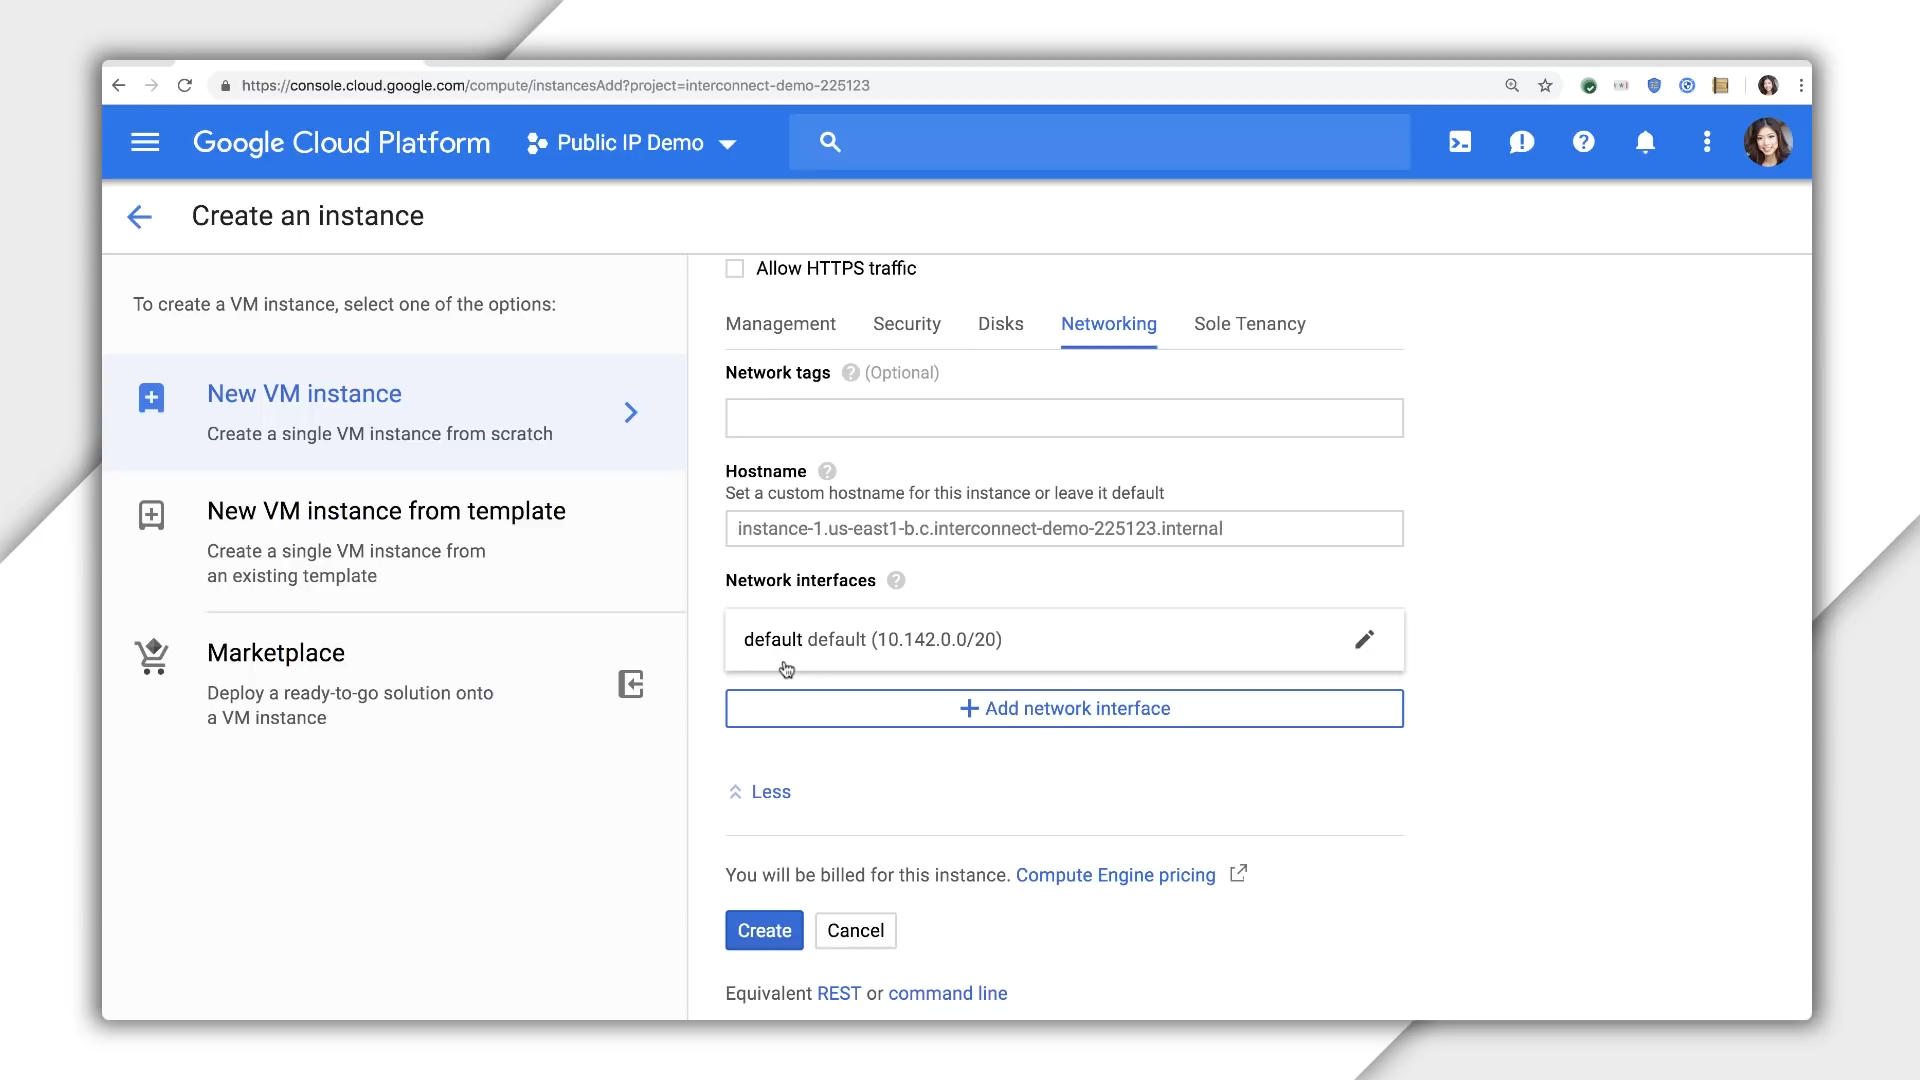 https://console.cloud.google.com/compute/instancesAdd?project=interconnect-demo-225123
Google Cloud Platform
Public IP Demo
Create an instance
To create a VM instance, select one of the options:
New VM instance
Create a single VM instance from scratch
New VM instance from template
Create a single VM instance from
an existing template
Marketplace
Deploy a ready-to-go solution onto
a VM instance
Allow HTTPS traffic
Management Security Disks Networking Sole Tenancy
Network tags ? (Optional)
Hostname ?
Set a custom hostname for this instance or leave it default
instance-1.us-east1-b.c.interconnect-demo-225123.internal
Network interfaces ?
default default (10.142.0.0/20)
+ Add network interface
Less
You will be billed for this instance. Compute Engine pricing
Create Cancel
Equivalent REST or command line